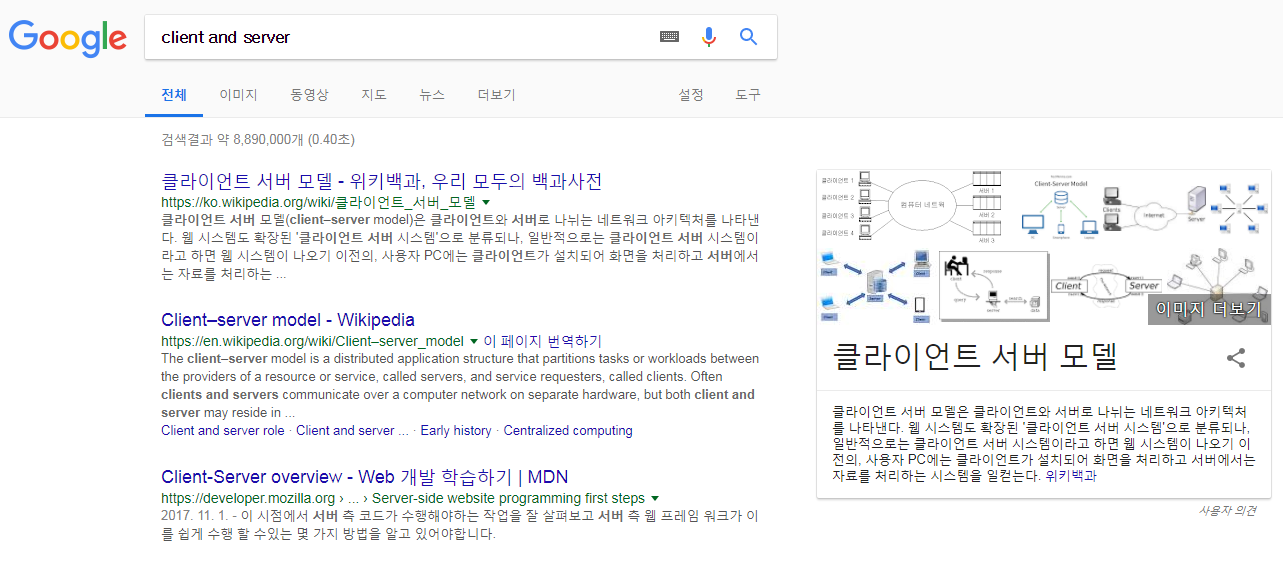 Google
client and server
전체 이미지 동영상 지도 뉴스 더보기 설정 도구
검색결과 약 8,890,000개 (0.40초)
클라이언트 서버 모델 - 위키백과, 우리 모두의 백과사전
https://ko.wikipedia.org/wiki/클라이언트_서버_모델
클라이언트 서버 모델(client–server model)은 클라이언트와 서버로 나뉘는 네트워크 아키텍처를 나타낸
다. 웹 시스템도 확장된 '클라이언트 서버 시스템'으로 분류되나, 일반적으로는 클라이언트 서버 시스템이
라고 하면 웹 시스템이 나오기 이전의, 사용자 PC에는 클라이언트가 설치되어 화면을 처리하고 서버에서
는 자료를 처리하는 ...
Client–server model - Wikipedia
https://en.wikipedia.org/wiki/Client–server_model 이 페이지 번역하기
The client–server model is a distributed application structure that partitions tasks or workloads between
the providers of a resource or service, called servers, and service requesters, called clients. Often
clients and servers communicate over a computer network on separate hardware, but both client and
server may reside in ...
Client and server role · Client and server ... · Early history · Centralized computing
Client-Server overview - Web 개발 학습하기 | MDN
https://developer.mozilla.org › ... › Server-side website programming first steps
2017. 11. 1. - 이 시점에서 서버 측 코드가 수행해야하는 작업을 잘 살펴보고 서버 측 웹 프레임 워크가 이
를 쉽게 수행 할 수있는 몇 가지 방법을 알고 있어야합니다.
클라이언트 1
클라이언트 2
클라이언트 3
클라이언트 4
컴퓨터 네트워크
서버 1
서버 2
서버 3
Client-Server Model
Clients
Internet
Server
Client
Server
이미지 더보기
클라이언트 서버 모델
클라이언트 서버 모델은 클라이언트와 서버로 나뉘는 네트워크 아키텍처
를 나타낸다. 웹 시스템도 확장된 '클라이언트 서버 시스템'으로 분류되나,
일반적으로는 클라이언트 서버 시스템이라고 하면 웹 시스템이 나오기 이
전의, 사용자 PC에는 클라이언트가 설치되어 화면을 처리하고 서버에서는
자료를 처리하는 시스템을 일컫는다. 위키백과
사용자 의견